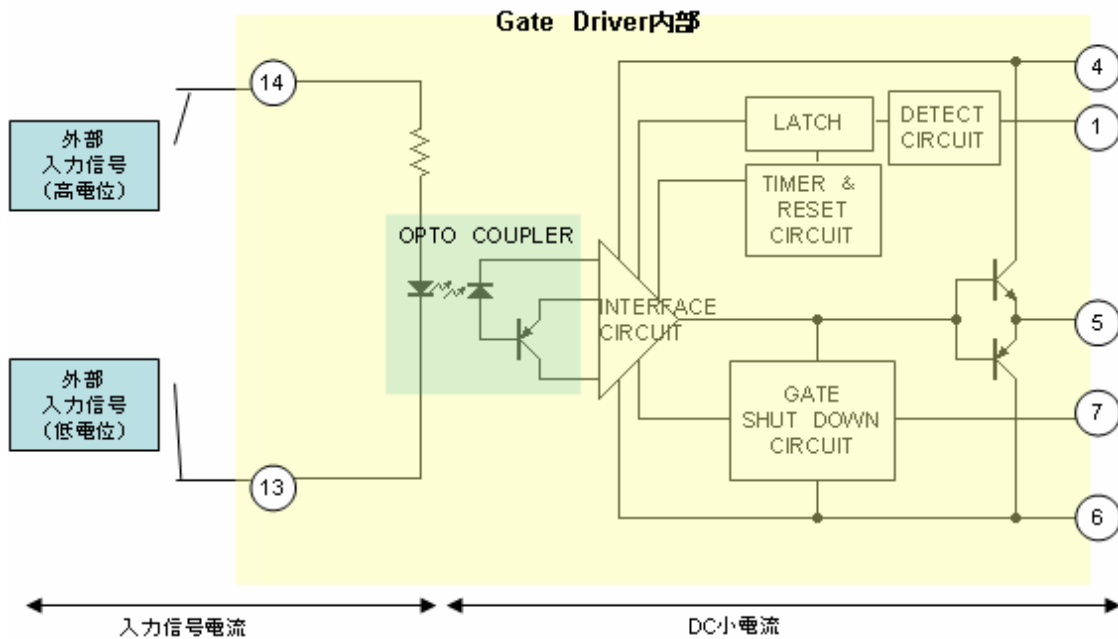 Gate Driver内部
14
外部
入力信号
(高電位)
4
LATCH
DETECT
CIRCUIT
1
TIMER &
RESET
CIRCUIT
OPTO COUPLER
INTERFACE
CIRCUIT
5
外部
入力信号
(低電位)
GATE
SHUT DOWN
CIRCUIT
7
13
6
入力信号電流
DC小電流